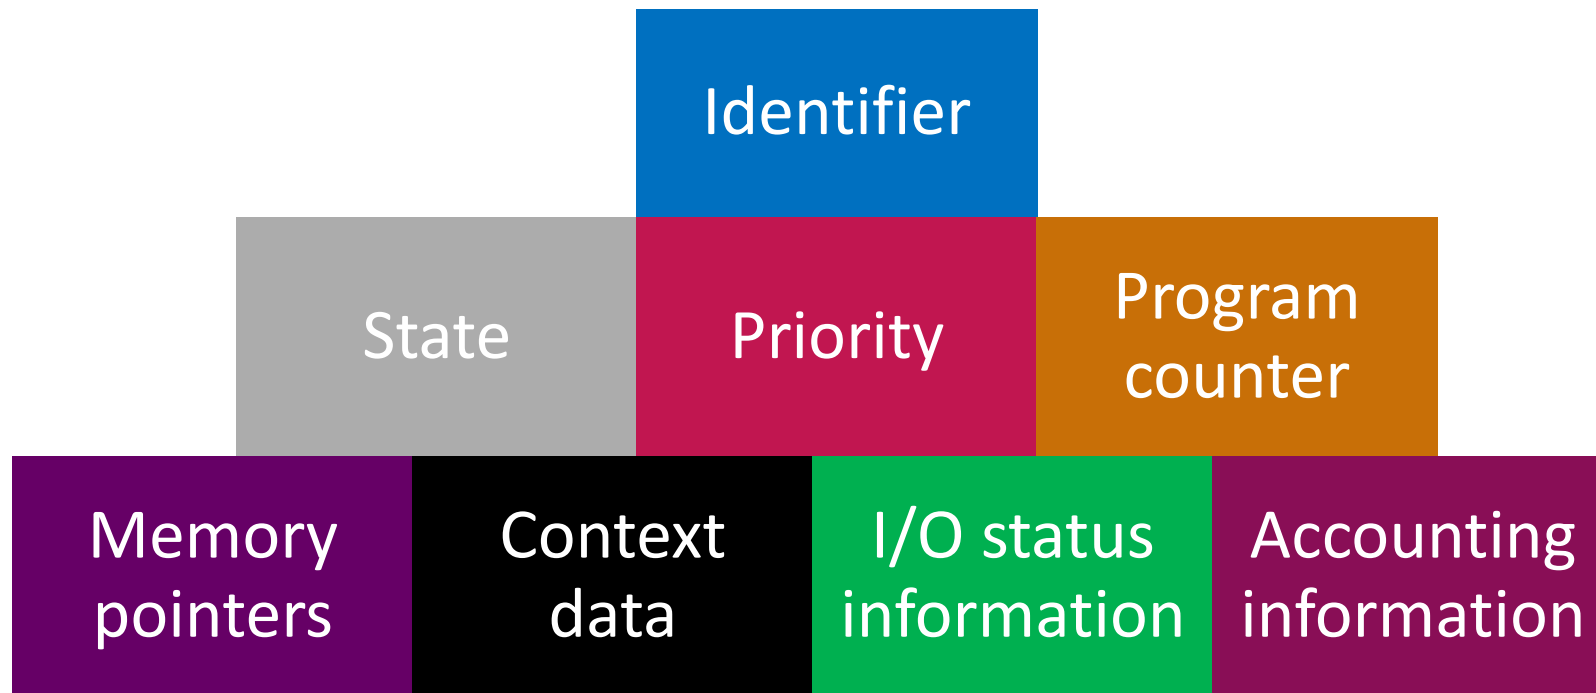 Identifier
State
Priority
Program
counter
Memory
pointers
Context
data
I/O status
information
Accounting
information